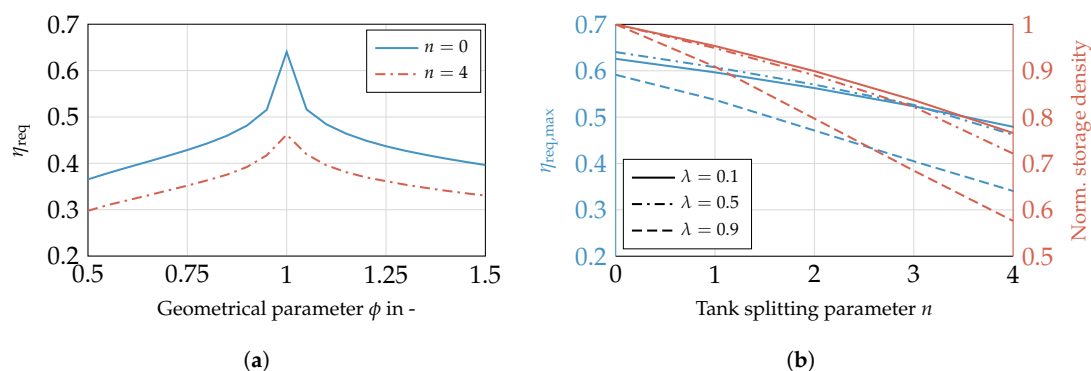 0.7
0.6
0.5
0.4
0.3
0.2
η_req
0.5 0.75 1 1.25 1.5
Geometrical parameter ϕ in -
n = 0
n = 4
(a)
0.7
0.6
0.5
0.4
0.3
0.2
η_req,max
λ = 0.1
λ = 0.5
λ = 0.9
0 1 2 3 4
Tank splitting parameter n
1
0.9
0.8
0.7
0.6
0.5
Norm. storage density
(b)